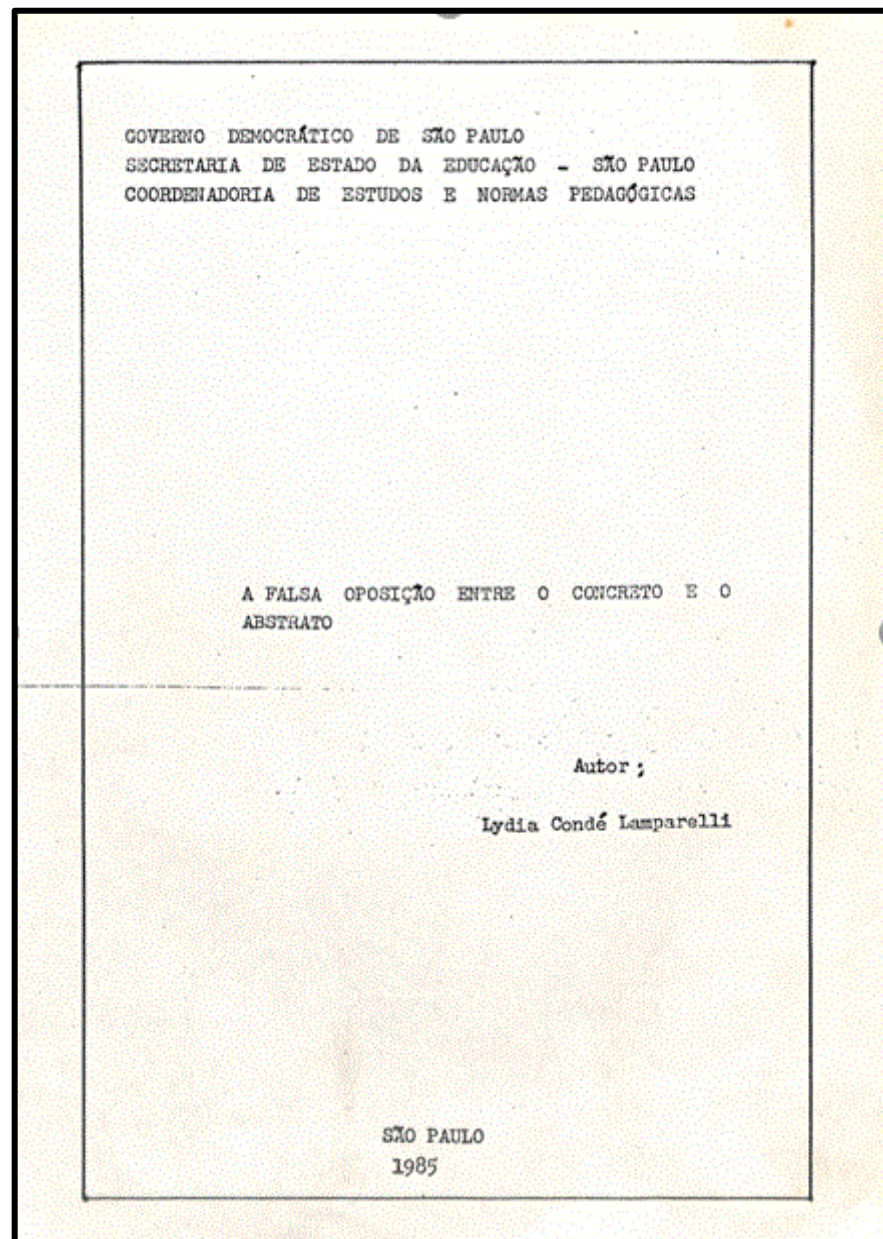 GOVERNO DEMOCRÁTICO DE SÃO PAULO
SECRETARIA DE ESTADO DA EDUCAÇÃO - SÃO PAULO
COORDENADORIA DE ESTUDOS E NORMAS PEDAGÓGICAS
A FALSA OPOSIÇÃO ENTRE O CONCRETO E O
ABSTRATO
Autor;
Lydia Condé Lamparelli
SÃO PAULO
1985